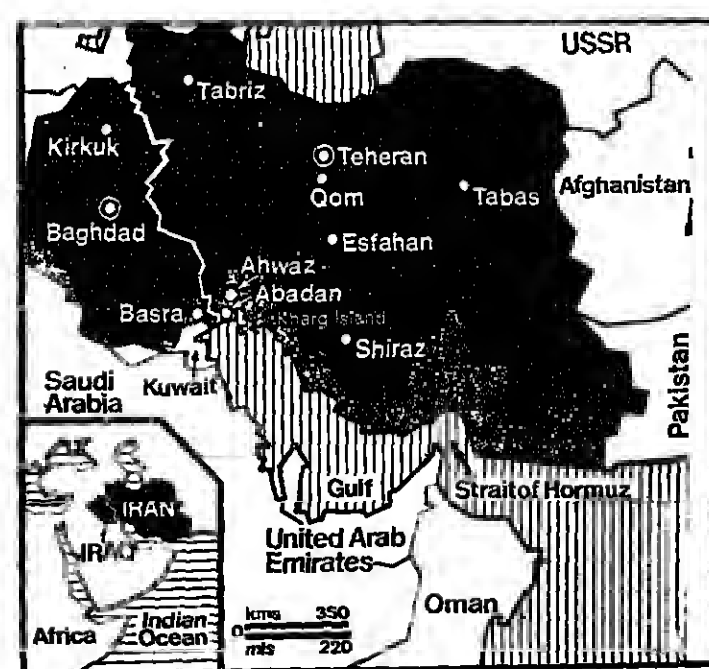 USSR
Tabriz
Kirkuk
Teheran
Qom
Tabas
Afghanistan
Baghdad
Esfahan
Ahwaz
Abadan
Basra
Kharg Island
Shiraz
Kuwait
Saudi
Arabia
Pakistan
Gulf
Strait of Hormuz
United Arab
Emirates
Oman
IRAN
IRAQ
Africa
Indian
Ocean
kms 350
0
mls 220